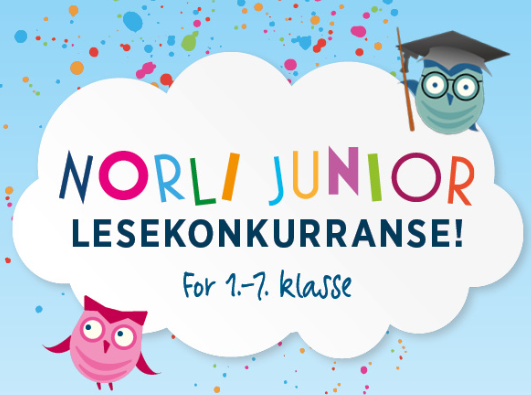 NORLI JUNIOR
LESEKONKURRANSE!
For 1.-7. klasse